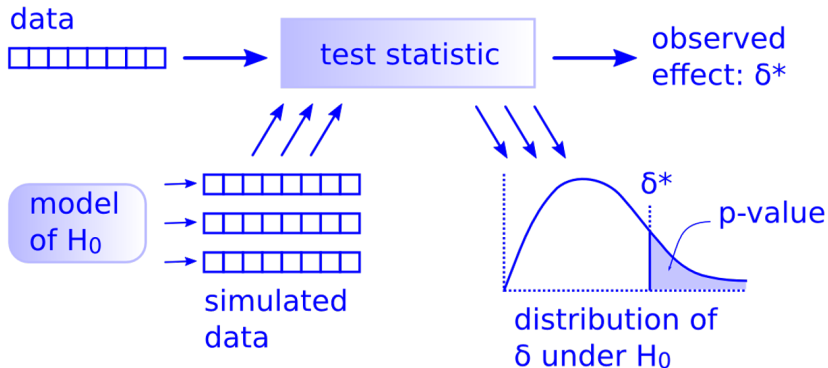 data
test statistic
observed
effect: δ*
model
of H₀
simulated
data
δ*
p-value
distribution of
δ under H₀